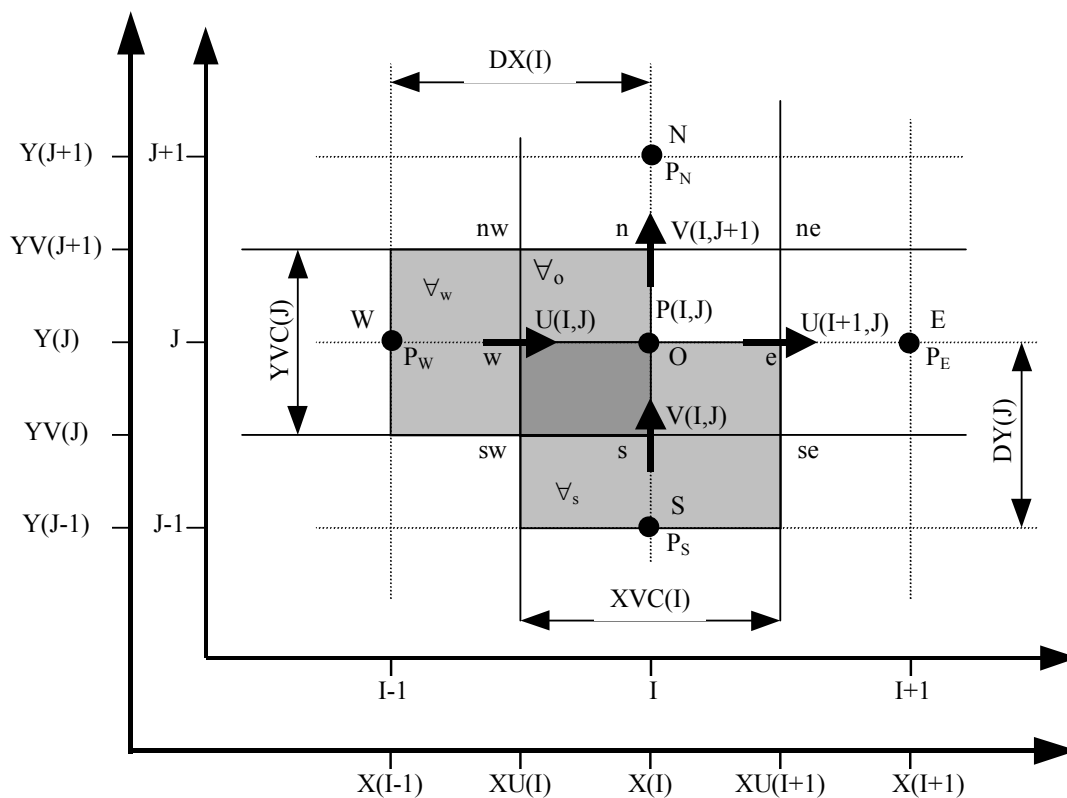 DX(I)
N
Y(J+1) J+1
P_N
YV(J+1) nw n V(I,J+1) ne
∀_o
∀_w
P(I,J)
W U(I,J) U(I+1,J) E
Y(J) J
P_W w O e P_E
YVC(J)
V(I,J)
YV(J)
sw s se
DY(J)
∀_s S
Y(J-1) J-1
P_S
XVC(I)
I-1 I I+1
X(I-1) XU(I) X(I) XU(I+1) X(I+1)